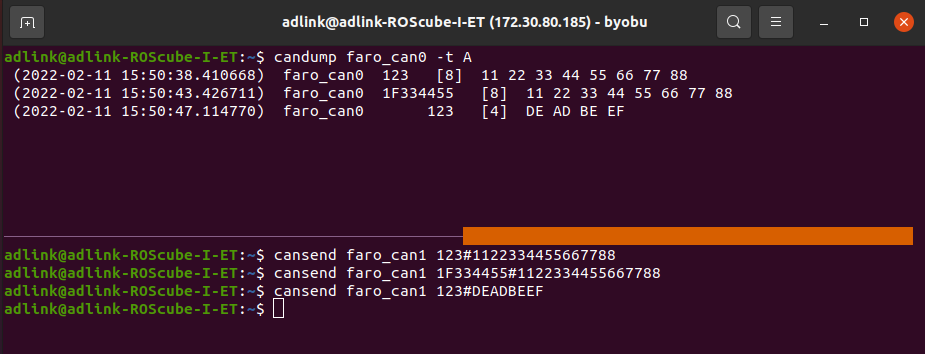 adlink@adlink-ROScube-I-ET (172.30.80.185) - byobu
adlink@adlink-ROScube-I-ET:~$ candump faro_can0 -t A
 (2022-02-11 15:50:38.410668)  faro_can0  123   [8]  11 22 33 44 55 66 77 88
 (2022-02-11 15:50:43.426711)  faro_can0  1F334455   [8]  11 22 33 44 55 66 77 88
 (2022-02-11 15:50:47.114770)  faro_can0       123   [4]  DE AD BE EF
adlink@adlink-ROScube-I-ET:~$ cansend faro_can1 123#1122334455667788
adlink@adlink-ROScube-I-ET:~$ cansend faro_can1 1F334455#1122334455667788
adlink@adlink-ROScube-I-ET:~$ cansend faro_can1 123#DEADBEEF
adlink@adlink-ROScube-I-ET:~$